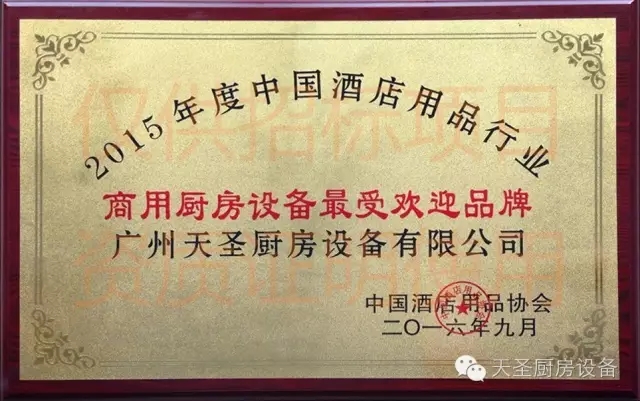 2015年度中国酒店用品行业
仅供招标项目
商用厨房设备最受欢迎品牌
广州天圣厨房设备有限公司
资质证明使用
中国酒店用品协会
二〇一六年九月
天圣厨房设备